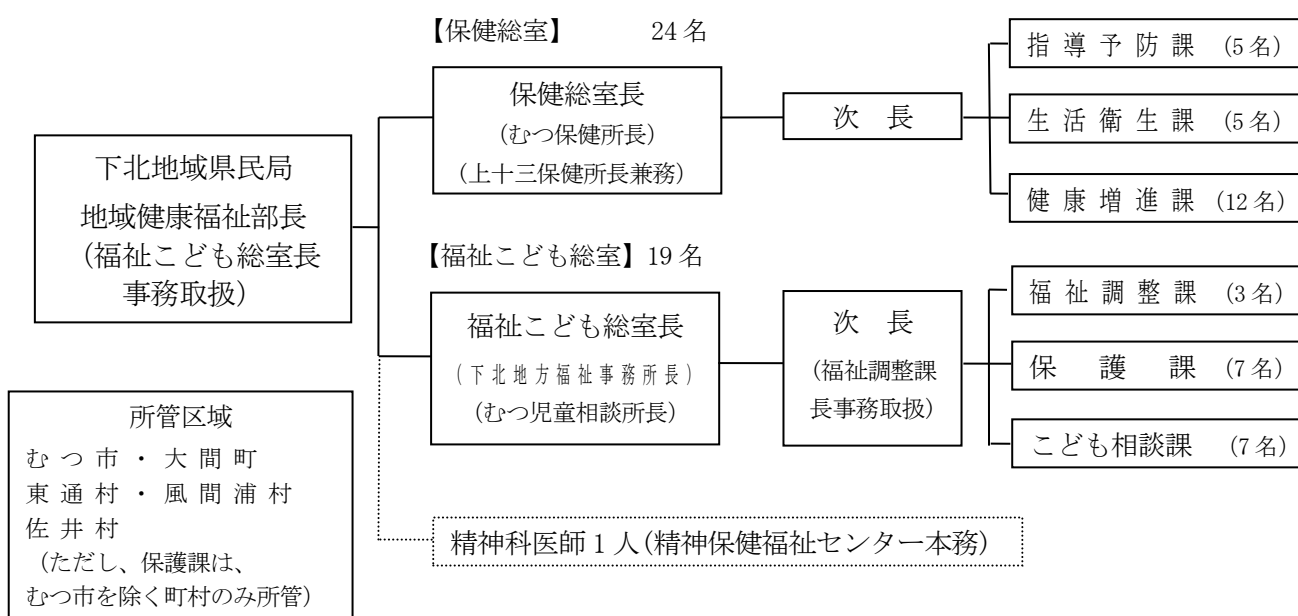 【保健総室】 24名
保健総室長
(むつ保健所長)
(上十三保健所長兼務)
次 長
指導予防課 (5名)
生活衛生課 (5名)
健康増進課 (12名)
下北地域県民局
地域健康福祉部長
(福祉こども総室長
事務取扱)
【福祉こども総室】19名
福祉こども総室長
(下北地方福祉事務所長)
(むつ児童相談所長)
次 長
(福祉調整課
長事務取扱)
福祉調整課 (3名)
保護課 (7名)
こども相談課 (7名)
所管区域
むつ市・大間町
東通村・風間浦村
佐井村
(ただし、保護課は、
むつ市を除く町村のみ所管)
精神科医師1人(精神保健福祉センター本務)